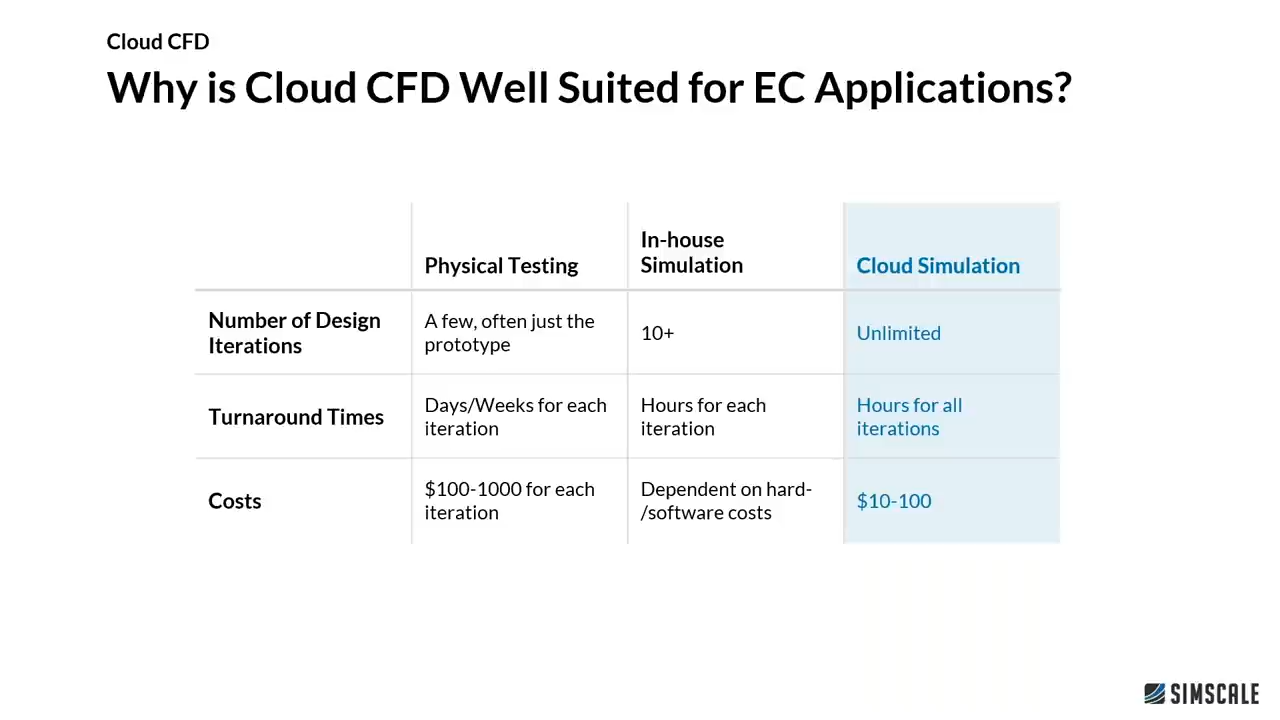 Cloud CFD
Why is Cloud CFD Well Suited for EC Applications?
Physical Testing
In-house
Simulation
Cloud Simulation
Number of Design
Iterations
A few, often just the
prototype
10+
Unlimited
Turnaround Times
Days/Weeks for each
iteration
Hours for each
iteration
Hours for all
iterations
Costs
$100-1000 for each
iteration
Dependent on hard-
/software costs
$10-100
SIMSCALE